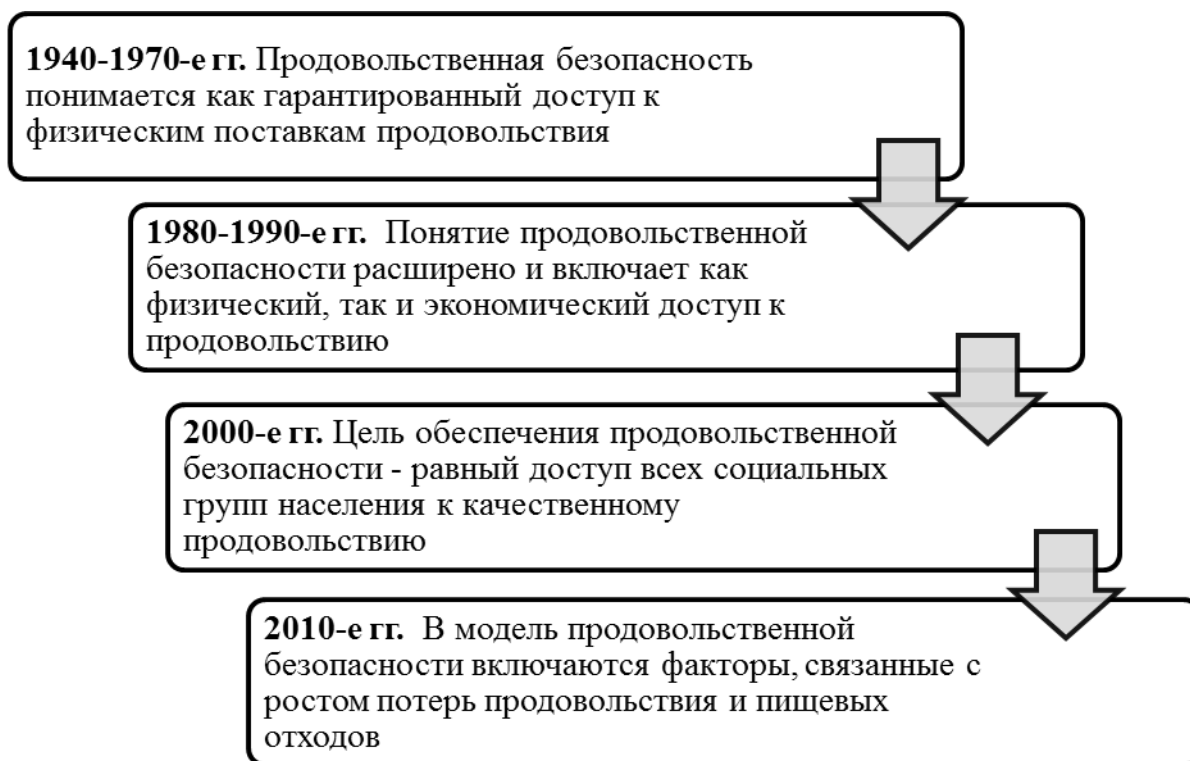 1940-1970-е гг. Продовольственная безопасность
понимается как гарантированный доступ к
физическим поставкам продовольствия
1980-1990-е гг. Понятие продовольственной
безопасности расширено и включает как
физический, так и экономический доступ к
продовольствию
2000-е гг. Цель обеспечения продовольственной
безопасности - равный доступ всех социальных
групп населения к качественному
продовольствию
2010-е гг. В модель продовольственной
безопасности включаются факторы, связанные с
ростом потерь продовольствия и пищевых
отходов